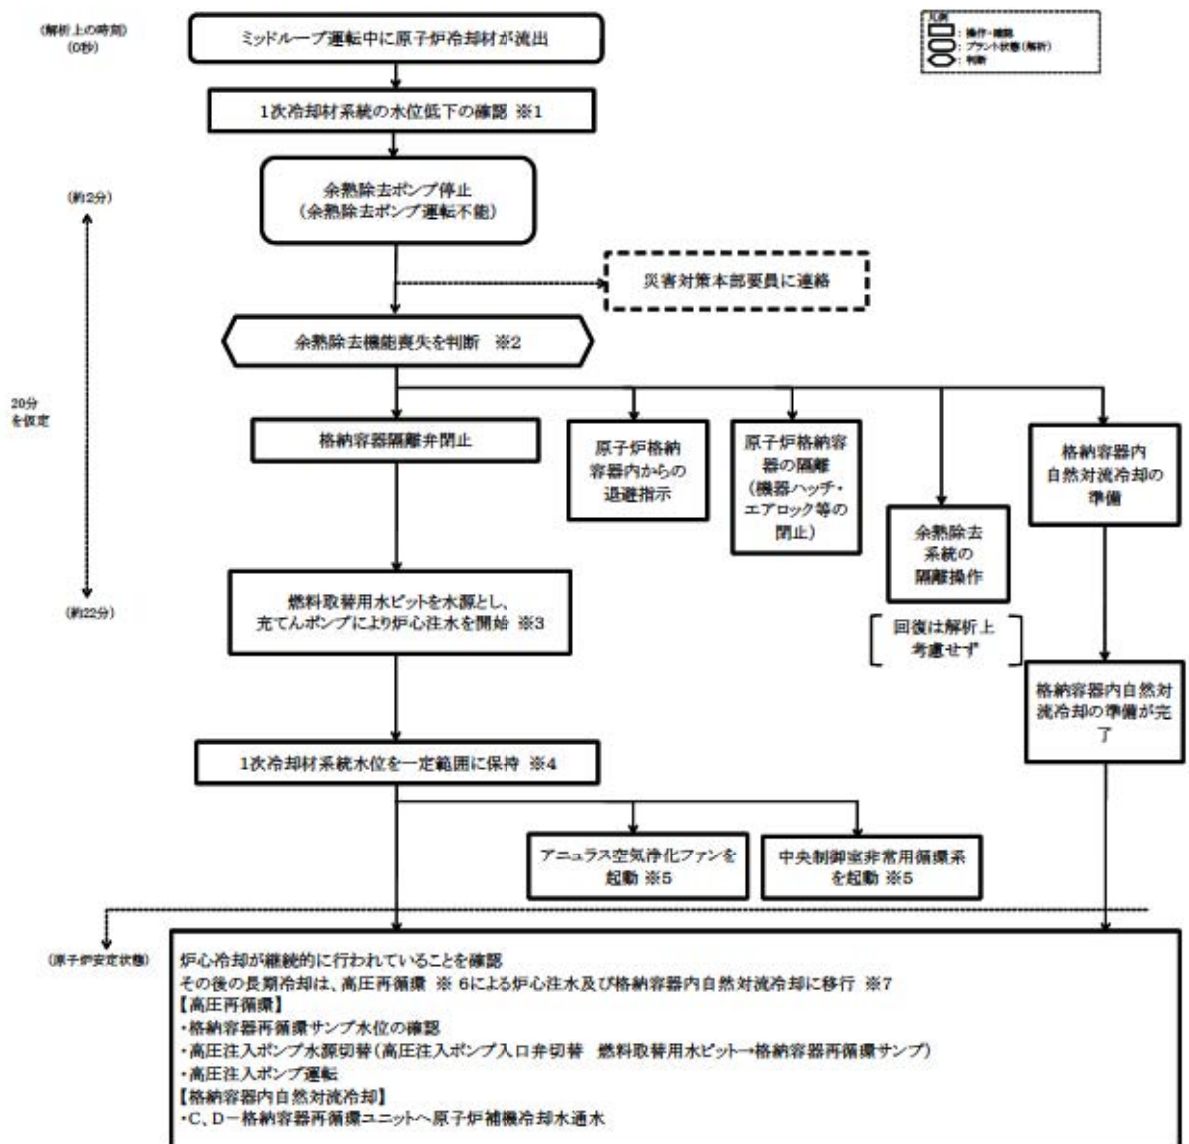 (解析上の時刻)
(0秒)
ミッドループ運転中に原子炉冷却材が流出
凡例
: 操作・確認
: プラント状態(解析)
: 判断
1次冷却材系統の水位低下の確認 ※1
(約2分)
余熱除去ポンプ停止
(余熱除去ポンプ運転不能)
災害対策本部要員に連絡
余熱除去機能喪失を判断 ※2
20分
を仮定
格納容器隔離弁閉止
原子炉格納
容器内からの
退避指示
原子炉格納容
器の隔離
(機器ハッチ・
エアロック等の
閉止)
余熱除去
系統の
隔離操作
回復は解析上
考慮せず
格納容器内
自然対流冷却の
準備
(約22分)
燃料取替用水ピットを水源とし、
充てんポンプにより炉心注水を開始 ※3
格納容器内自然対
流冷却の準備が完
了
1次冷却材系統水位を一定範囲に保持 ※4
アニュラス空気浄化ファンを
起動 ※5
中央制御室非常用循環系
を起動 ※5
(原子炉安定状態)
炉心冷却が継続的に行われていることを確認
その後の長期冷却は、高圧再循環 ※ 6による炉心注水及び格納容器内自然対流冷却に移行 ※7
【高圧再循環】
・格納容器再循環サンプ水位の確認
・高圧注入ポンプ水源切替(高圧注入ポンプ入口弁切替 燃料取替用水ピット→格納容器再循環サンプ)
・高圧注入ポンプ運転
【格納容器内自然対流冷却】
・C、D－格納容器再循環ユニットへ原子炉補機冷却水通水